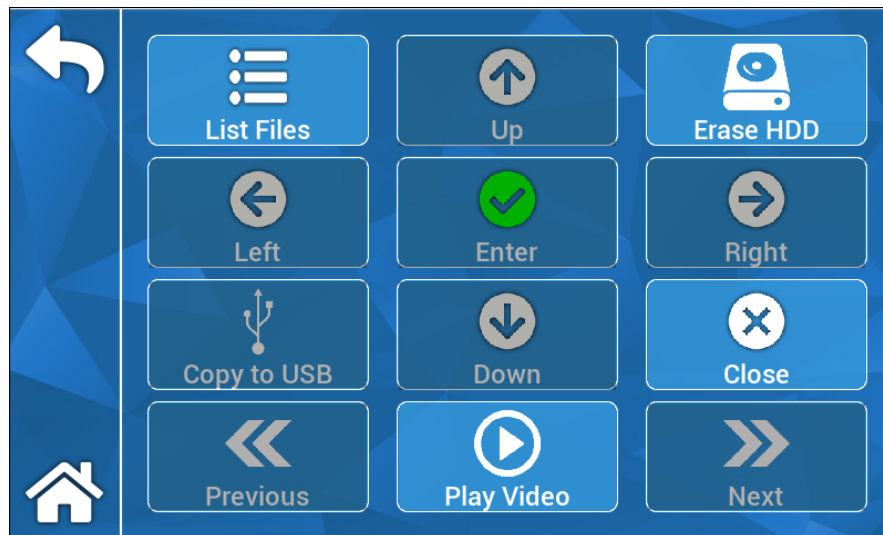 List Files
Up
Erase HDD
Left
Enter
Right
Copy to USB
Down
Close
Previous
Play Video
Next